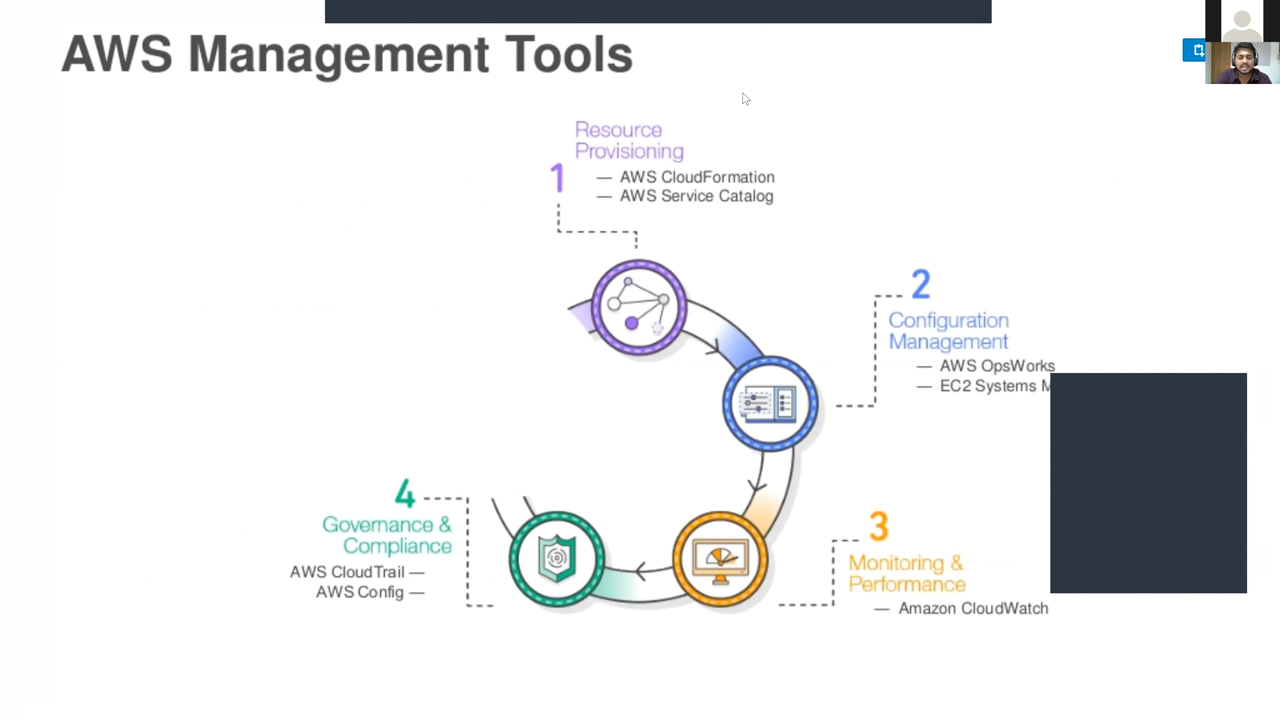 AWS Management Tools
1
Resource
Provisioning
— AWS CloudFormation
— AWS Service Catalog
2
Configuration
Management
— AWS OpsWorks
— EC2 Systems
3
Monitoring &
Performance
— Amazon CloudWatch
4
Governance &
Compliance
AWS CloudTrail —
AWS Config —